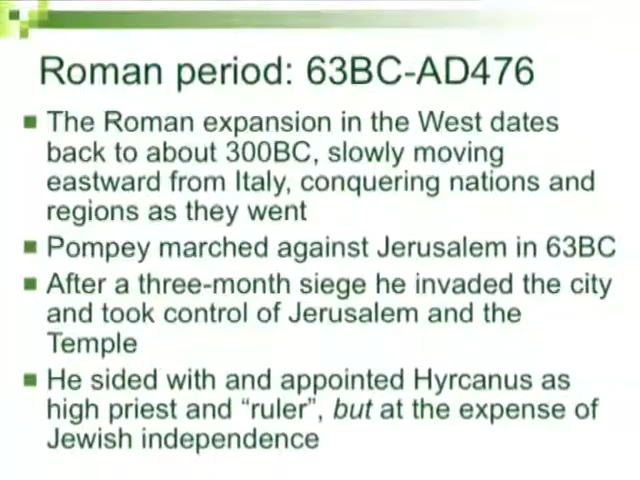 Roman period: 63BC-AD476
■ The Roman expansion in the West dates
back to about 300BC, slowly moving
eastward from Italy, conquering nations and
regions as they went
■ Pompey marched against Jerusalem in 63BC
■ After a three-month siege he invaded the city
and took control of Jerusalem and the
Temple
■ He sided with and appointed Hyrcanus as
high priest and “ruler”, but at the expense of
Jewish independence